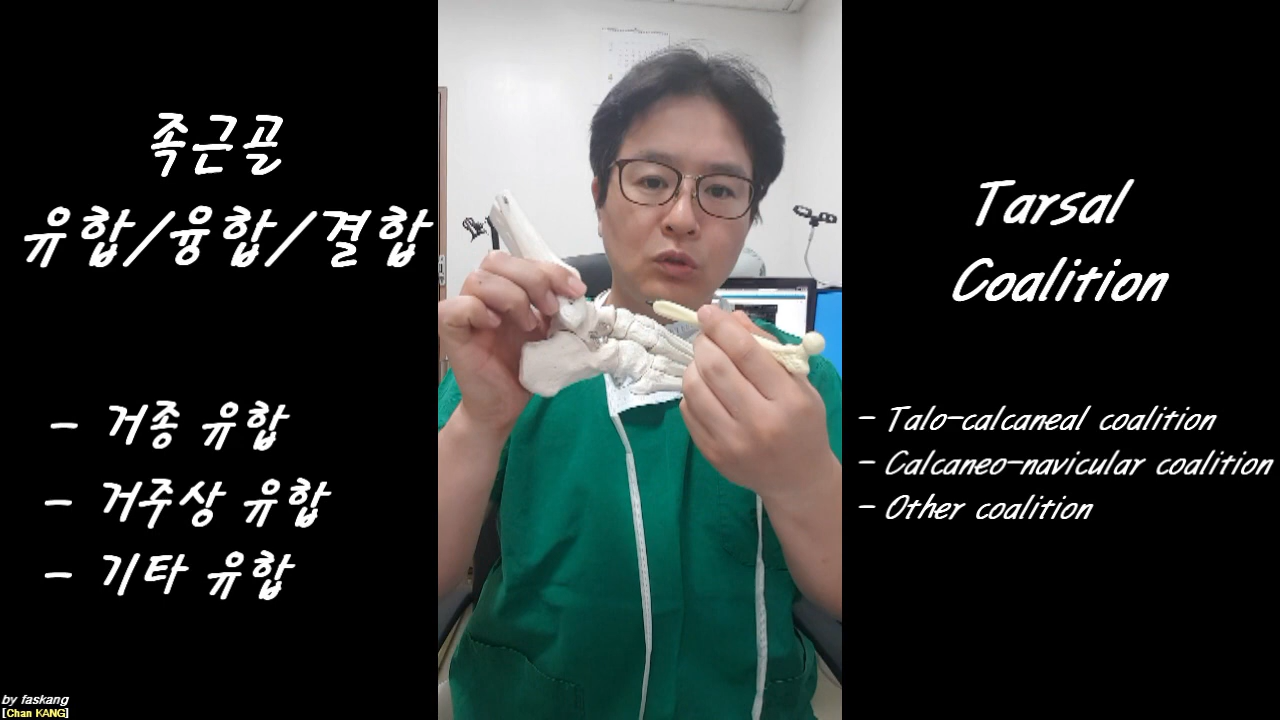 족근골
유합/융합/결합
- 거종 유합
- 거주상 유합
- 기타 유합
by faskang
[Chan KANG]
Tarsal
Coalition
- Talo-calcaneal coalition
- Calcaneo-navicular coalition
- Other coalition